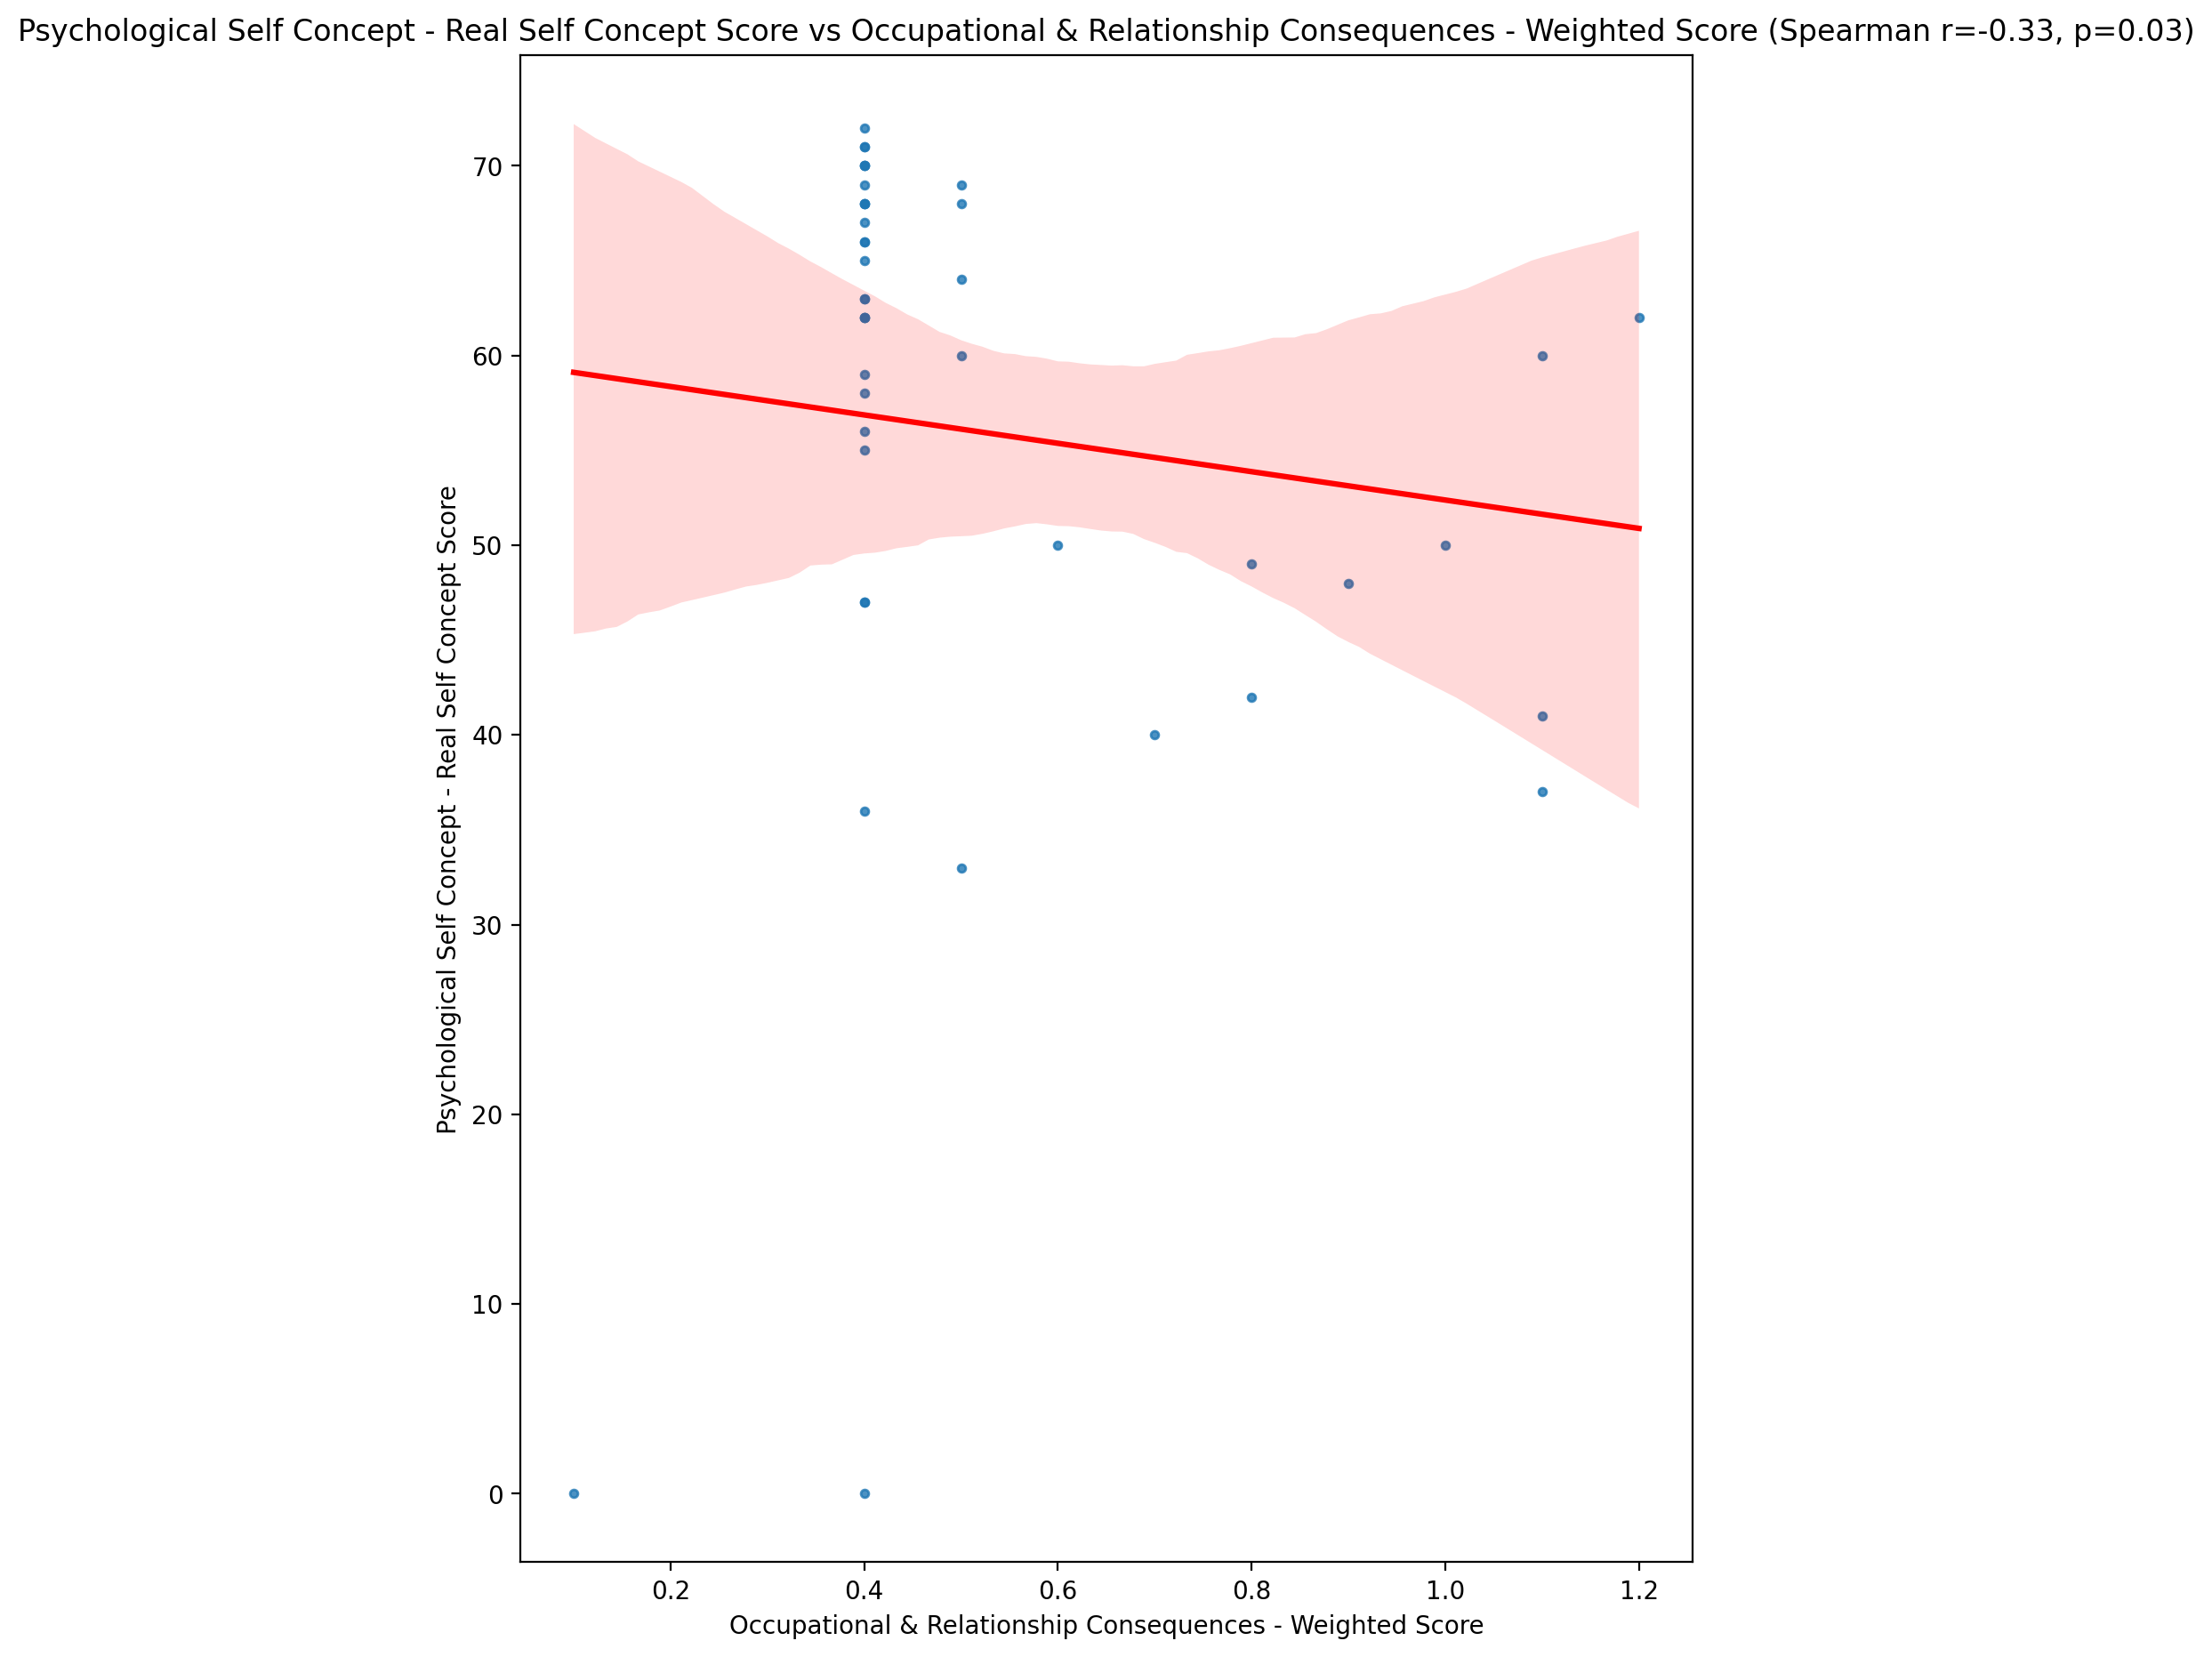 Psychological Self Concept - Real Self Concept Score vs Occupational & Relationship Consequences - Weighted Score (Spearman r=-0.33, p=0.03)
Psychological Self Concept - Real Self Concept Score
70
60
50
40
30
20
10
0
0.2 0.4 0.6 0.8 1.0 1.2
Occupational & Relationship Consequences - Weighted Score